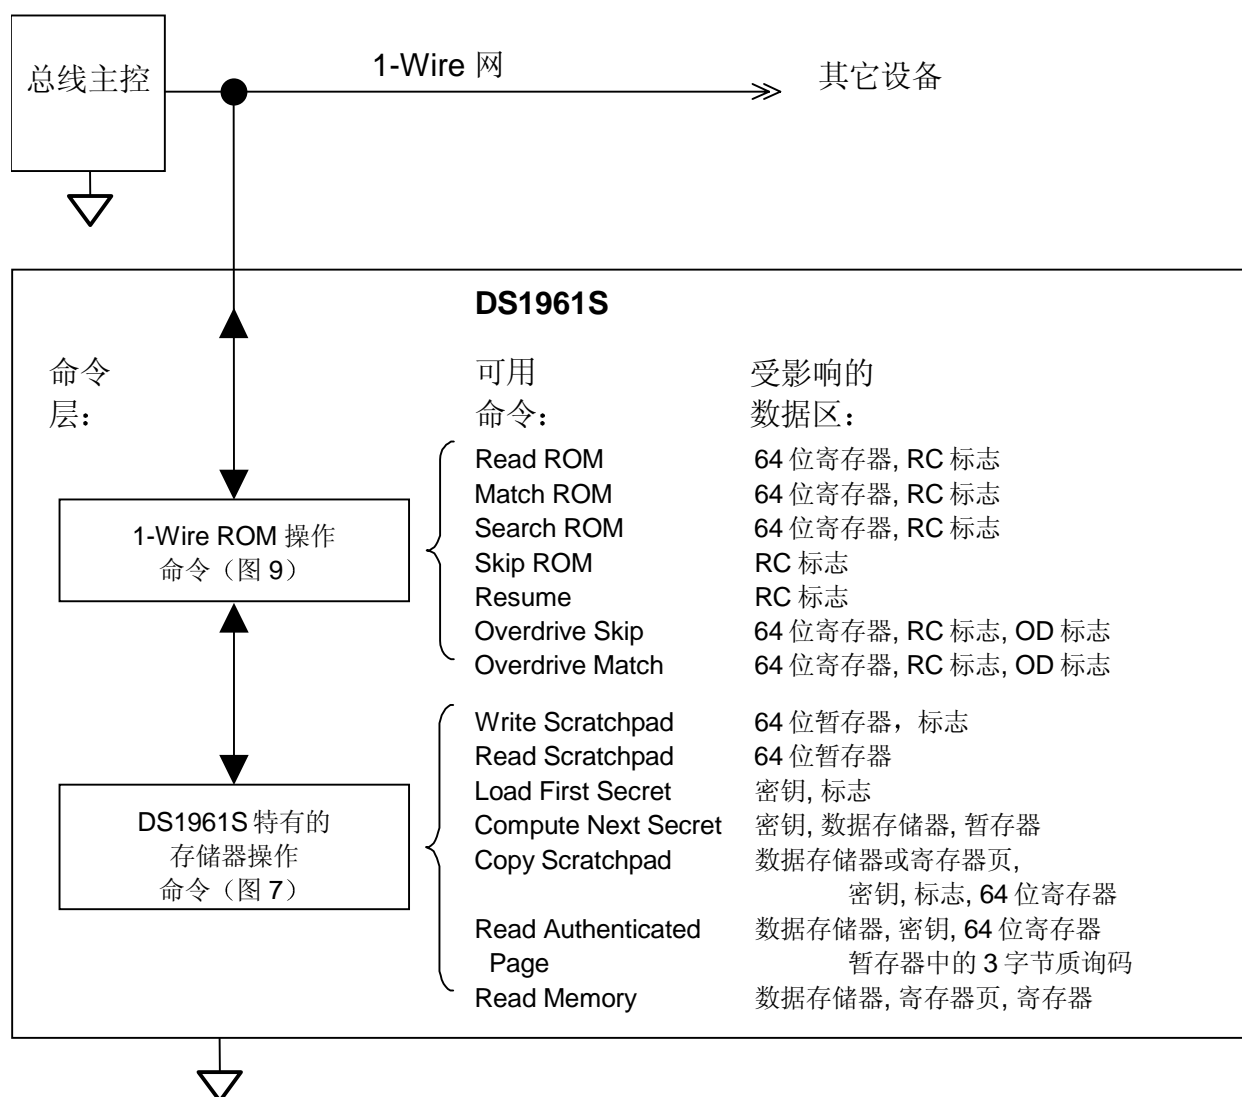 总线主控
1-Wire 网
其它设备
DS1961S
命令
层：
可用
命令：
受影响的
数据区：
Read ROM 64 位寄存器, RC 标志
Match ROM 64 位寄存器, RC 标志
Search ROM 64 位寄存器, RC 标志
Skip ROM RC 标志
Resume RC 标志
Overdrive Skip 64 位寄存器, RC 标志, OD 标志
Overdrive Match 64 位寄存器, RC 标志, OD 标志
1-Wire ROM 操作
命令（图 9）
Write Scratchpad 64 位暂存器，标志
Read Scratchpad 64 位暂存器
Load First Secret 密钥, 标志
Compute Next Secret 密钥, 数据存储器, 暂存器
Copy Scratchpad 数据存储器或寄存器页,
密钥, 标志, 64 位寄存器
Read Authenticated 数据存储器, 密钥, 64 位寄存器
Page 暂存器中的 3 字节质询码
Read Memory 数据存储器, 寄存器页, 寄存器
DS1961S 特有的
存储器操作
命令（图 7）